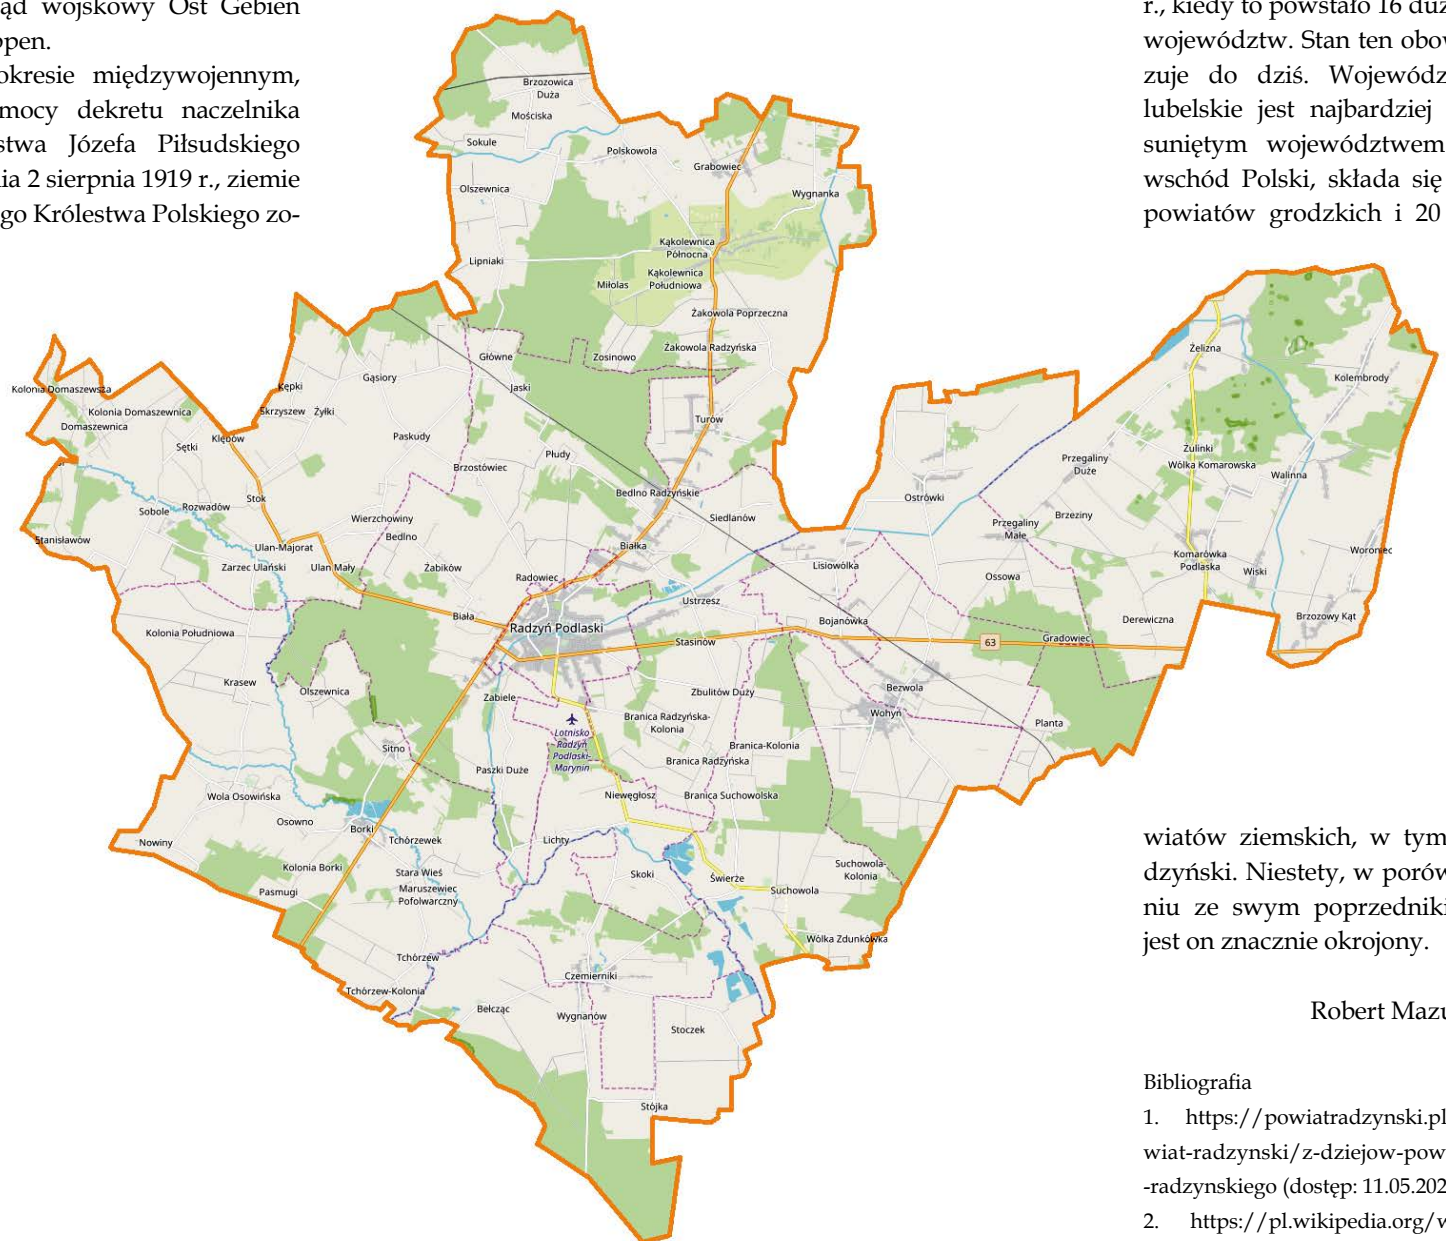 ąd wojskowy Ost Gebien
ppen.
okresie międzywojennym,
mocy dekretu naczelnika
stwa Józefa Piłsudskiego
nia 2 sierpnia 1919 r., ziemie
go Królestwa Polskiego zo-
r., kiedy to powstało 16 duż
województw. Stan ten obow
zuje do dziś. Wojewódz
lubelskie jest najbardziej
suniętym województwem
wschód Polski, składa się
powiatów grodzkich i 20
Brzozowica
Duża
Mościska
Sokule
Polskowola
Grabowiec
Olszewnica
Wygnanka
Kąkolewnica
Północna
Lipniaki
Kąkolewnica
Południowa
Miłolas
Żakowola Poprzeczna
Żakowola Radzyńska
Główne
Zosinowo
Żelizna
Gąsiory
Jaski
Kolembrody
Kępki
Kolonia Domaszewsza
Kolonia Domaszewnica
Skrzyszew
Żyłki
Domaszewnica
Turów
Sętki
Klębów
Paskudy
Żulinki
Płudy
Przegaliny
Duże
Wólka Komarowska
Brzostówiec
Walinna
Bedlno Radzyńskie
Stok
Ostrówki
Sobole
Rozwadów
Wierzchowiny
Siedlanów
Brzeziny
Przegaliny
Małe
Bedlno
Stanisławów
Ulan-Majorat
Białka
Woroniec
Komarówka
Podlaska
Zarzec Ulański
Ulan Mały
Żabików
Lisiowólka
Wiski
Radowiec
Ossowa
Ustrzesz
Biała
Brzozowy Kąt
Derewiczna
Bojanówka
Radzyń Podlaski
Kolonia Południowa
Stasinów
63
Gradowiec
Krasew
Olszewnica
Zabiele
Zbulitów Duży
Bezwola
Wohyń
Branica Radzyńska-
Kolonia
Planta
Lotnisko
Radzyń
Podlaski-
Marynin
Sitno
Branica-Kolonia
Branica Radzyńska
Paszki Duże
Wola Osowińska
Niewęgłosz
Branica Suchowolska
Osowno
Borki
Nowiny
Tchórzewek
Lichty
Kolonia Borki
Stara Wieś
Skoki
Świerże
Suchowola-
Kolonia
Pasmugi
Maruszewiec
Pofolwarczny
Suchowola
Wólka Zdunkówka
Tchórzew
Czemierniki
Tchórzew-Kolonia
Bełcząc
Wygnanów
Stoczek
Stójka
wiatów ziemskich, w tym
dzyński. Niestety, w porów
niu ze swym poprzedniki
jest on znacznie okrojony.
Robert Mazu
Bibliografia
1. https://powiatradzynski.pl
wiat-radzynski/z-dziejow-pow
-radzynskiego (dostęp: 11.05.202
2. https://pl.wikipedia.org/w